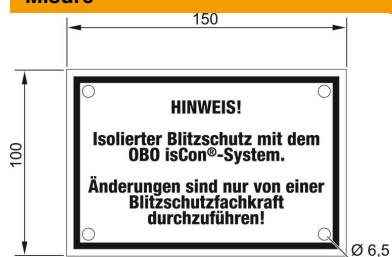 Misure
150
100
HINWEIS!
Isolierter Blitzschutz mit dem
OBO isCon®-System.
Änderungen sind nur von einer
Blitzschutzfachkraft
durchzuführen!
Ø 6,5